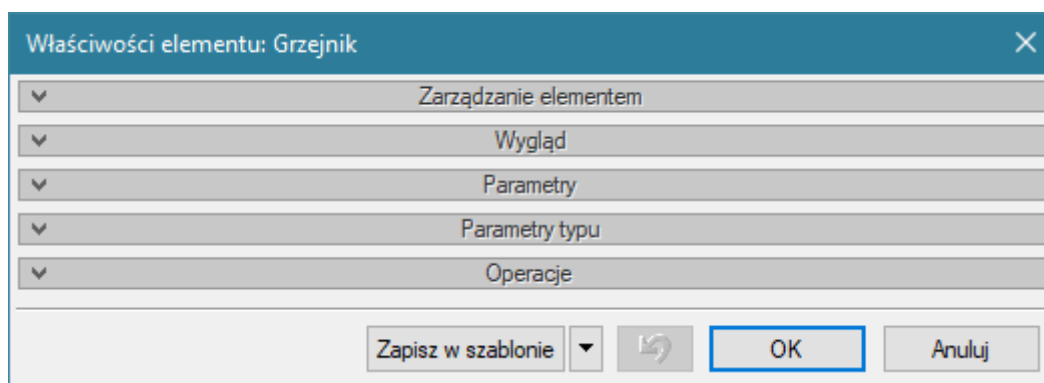 Właściwości elementu: Grzejnik
Zarządzanie elementem
Wygląd
Parametry
Parametry typu
Operacje
Zapisz w szablonie OK Anuluj